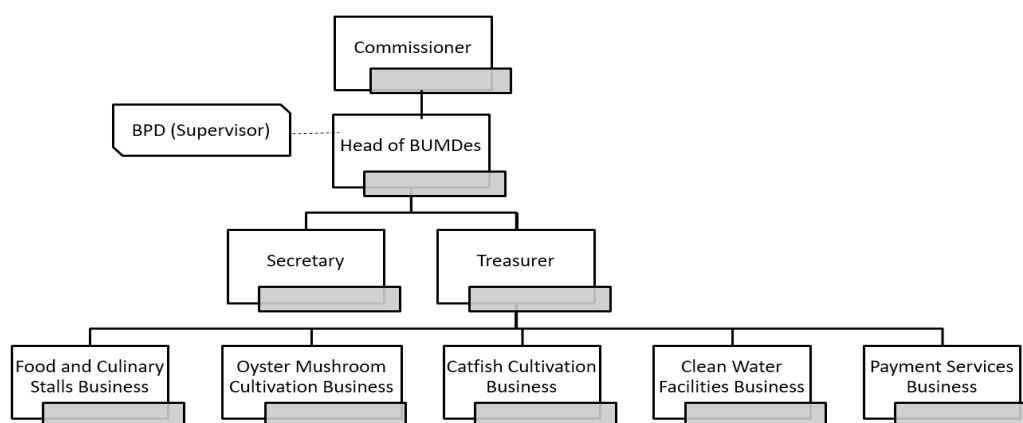 Commissioner
BPD (Supervisor)
Head of BUMDes
Secretary
Treasurer
Food and Culinary
Stalls Business
Oyster Mushroom
Cultivation Business
Catfish Cultivation
Business
Clean Water
Facilities Business
Payment Services
Business